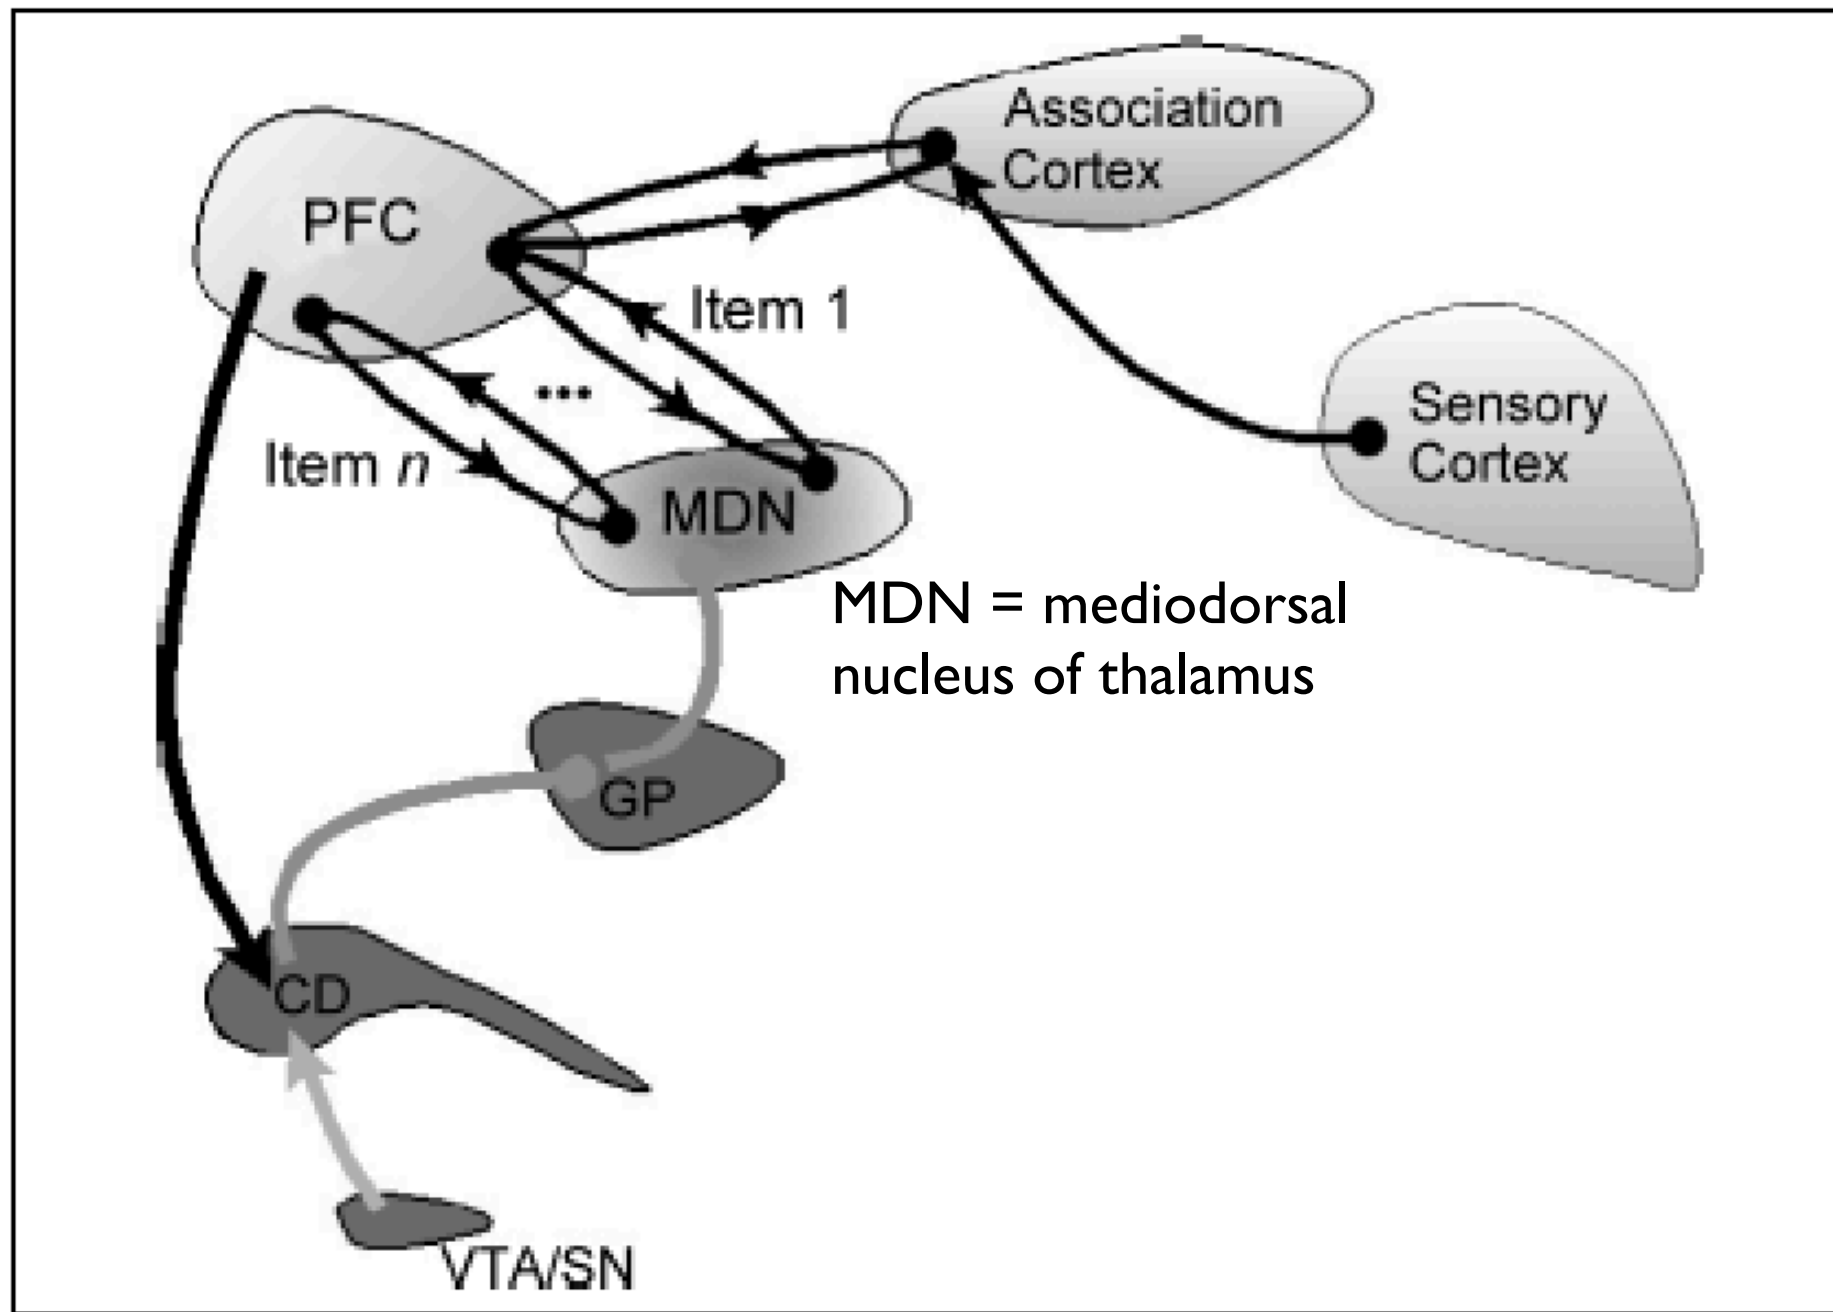 Association
Cortex
PFC
Item 1
...
Sensory
Cortex
Item n
MDN
MDN = mediodorsal
nucleus of thalamus
GP
CD
VTA/SN